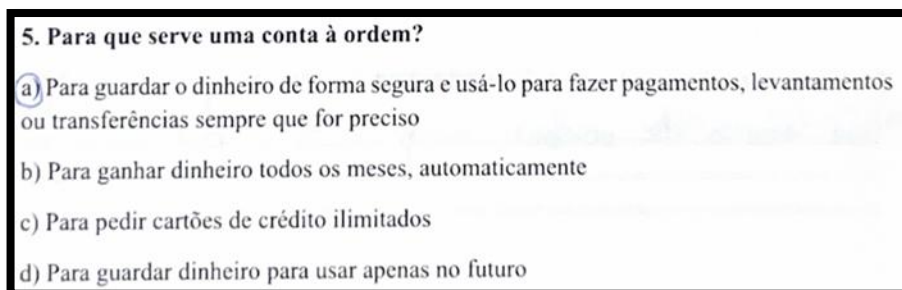 5. Para que serve uma conta à ordem?
a) Para guardar o dinheiro de forma segura e usá-lo para fazer pagamentos, levantamentos
ou transferências sempre que for preciso
b) Para ganhar dinheiro todos os meses, automaticamente
c) Para pedir cartões de crédito ilimitados
d) Para guardar dinheiro para usar apenas no futuro